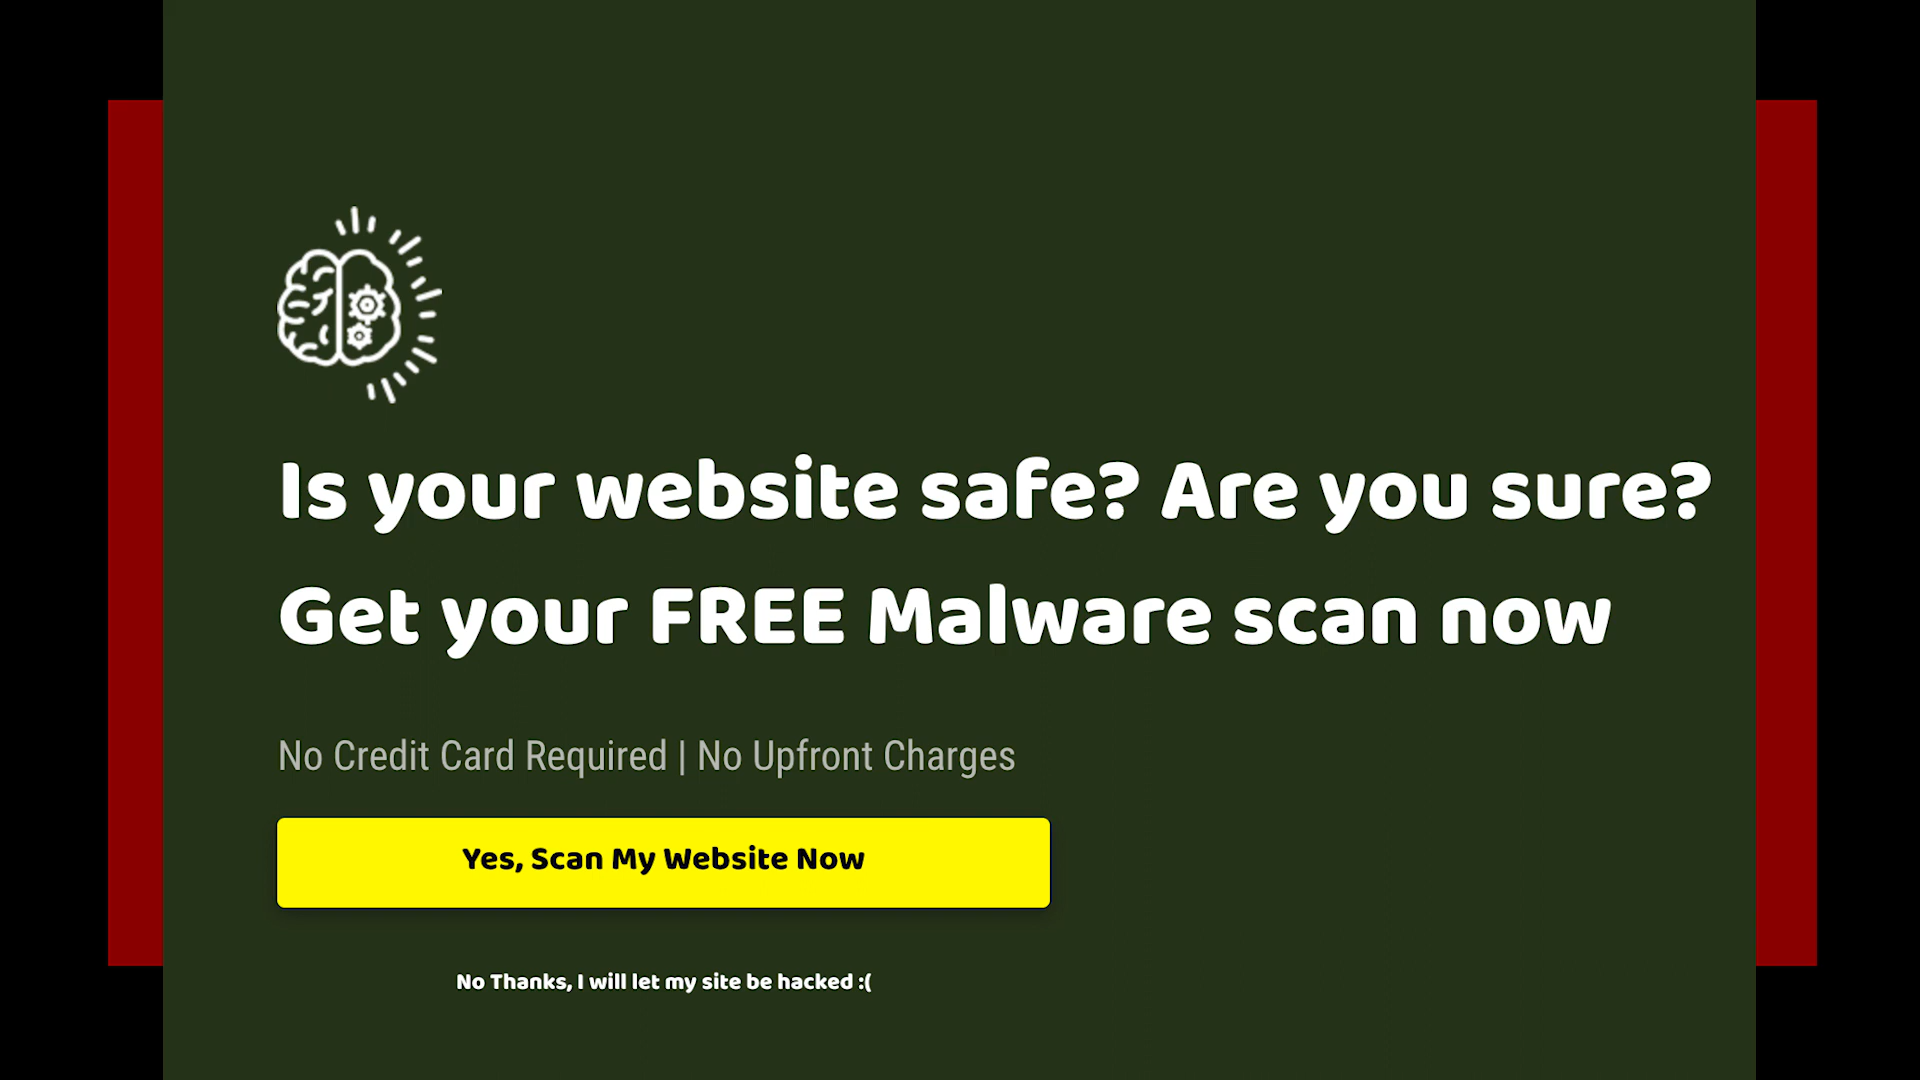 Is your website safe? Are you sure?
Get your FREE Malware scan now
No Credit Card Required | No Upfront Charges
Yes, Scan My Website Now
No Thanks, I will let my site be hacked :(